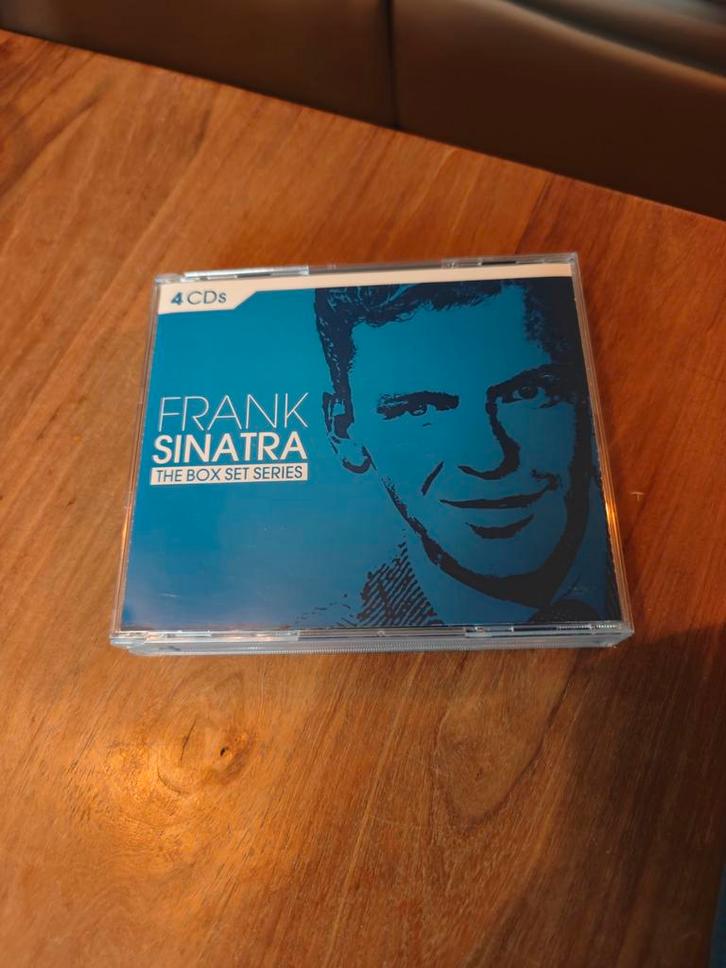 4 CDs
FRANK
SINATRA
THE BOX SET SERIES